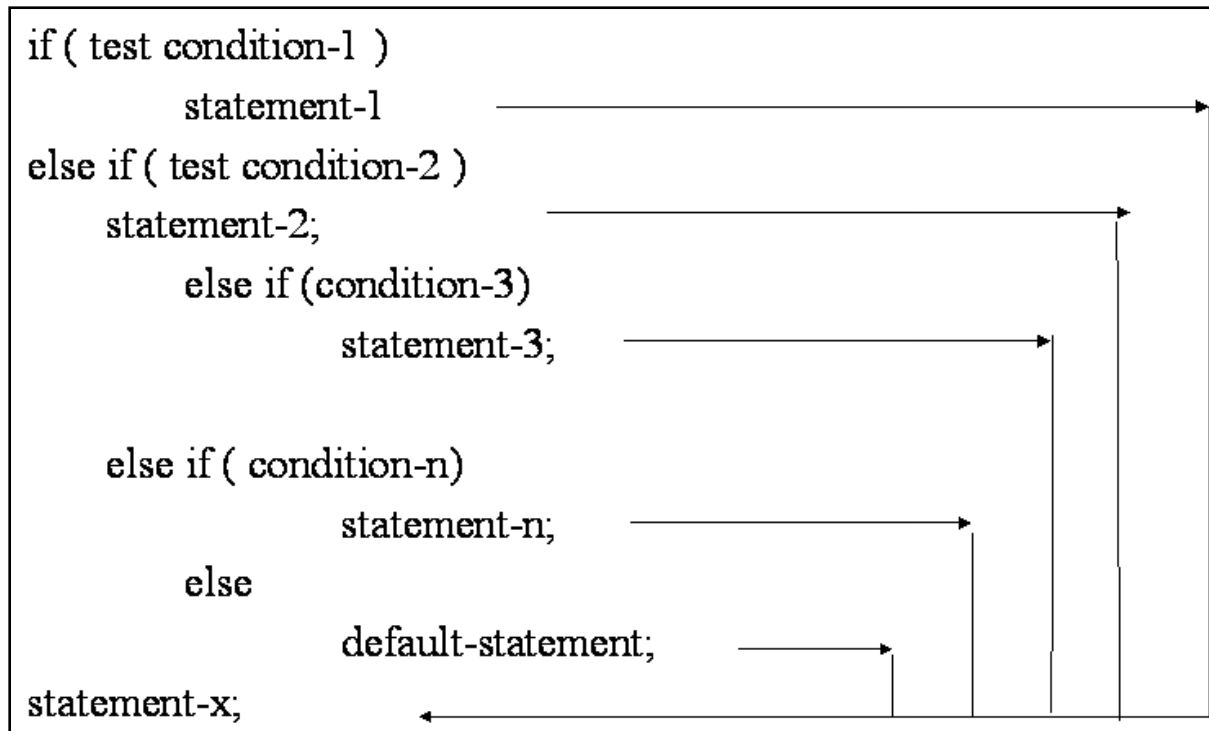 if ( test condition-1 )
statement-1
else if ( test condition-2 )
statement-2;
else if (condition-3)
statement-3;
else if ( condition-n)
statement-n;
else
default-statement;
statement-x;